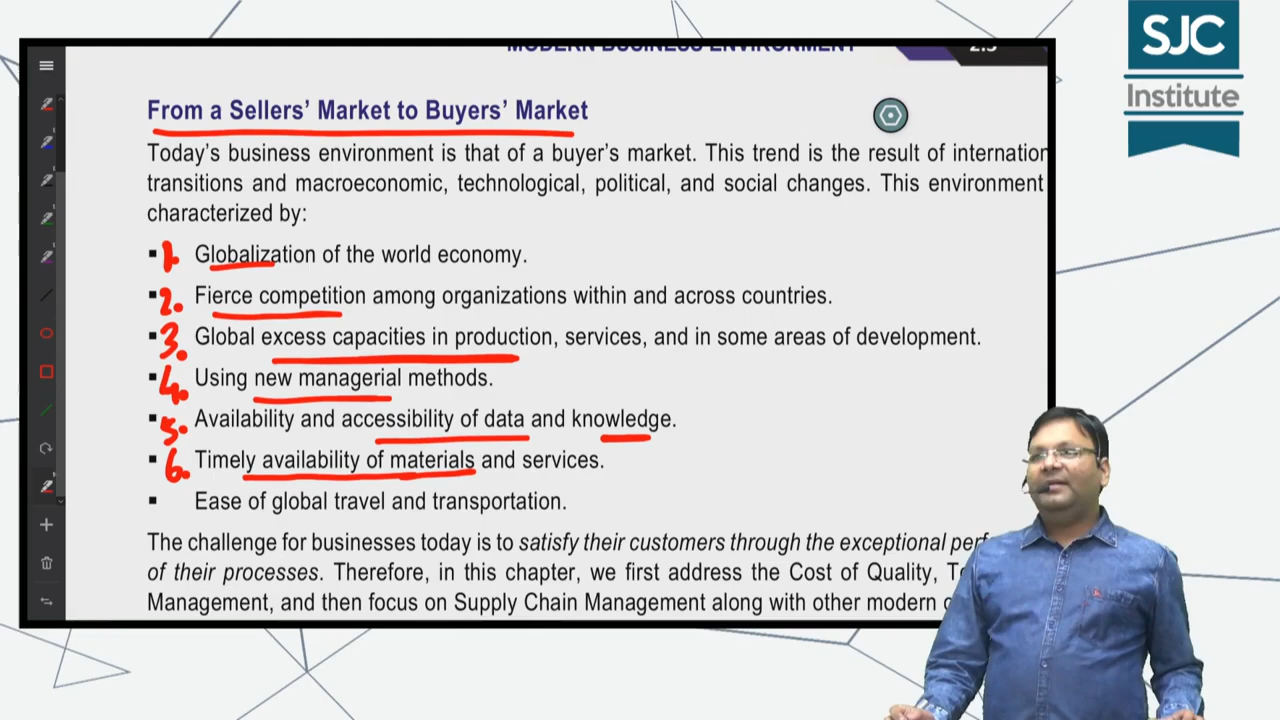 MODERN BUSINESS ENVIRONMENT 2.3
SJC
Institute
From a Sellers' Market to Buyers' Market
Today's business environment is that of a buyer's market. This trend is the result of
transitions and macroeconomic, technological, political, and social changes. This environment
characterized by:
▪ 1. Globalization of the world economy.
▪ 2. Fierce competition among organizations within and across countries.
▪ 3. Global excess capacities in production, services, and in some areas of development.
▪ 4. Using new managerial methods.
▪ 5. Availability and accessibility of data and knowledge.
▪ 6. Timely availability of materials and services.
▪ Ease of global travel and transportation.
The challenge for businesses today is to satisfy their customers through the exceptional
of their processes. Therefore, in this chapter, we first address the Cost of Quality,
Management, and then focus on Supply Chain Management along with other modern